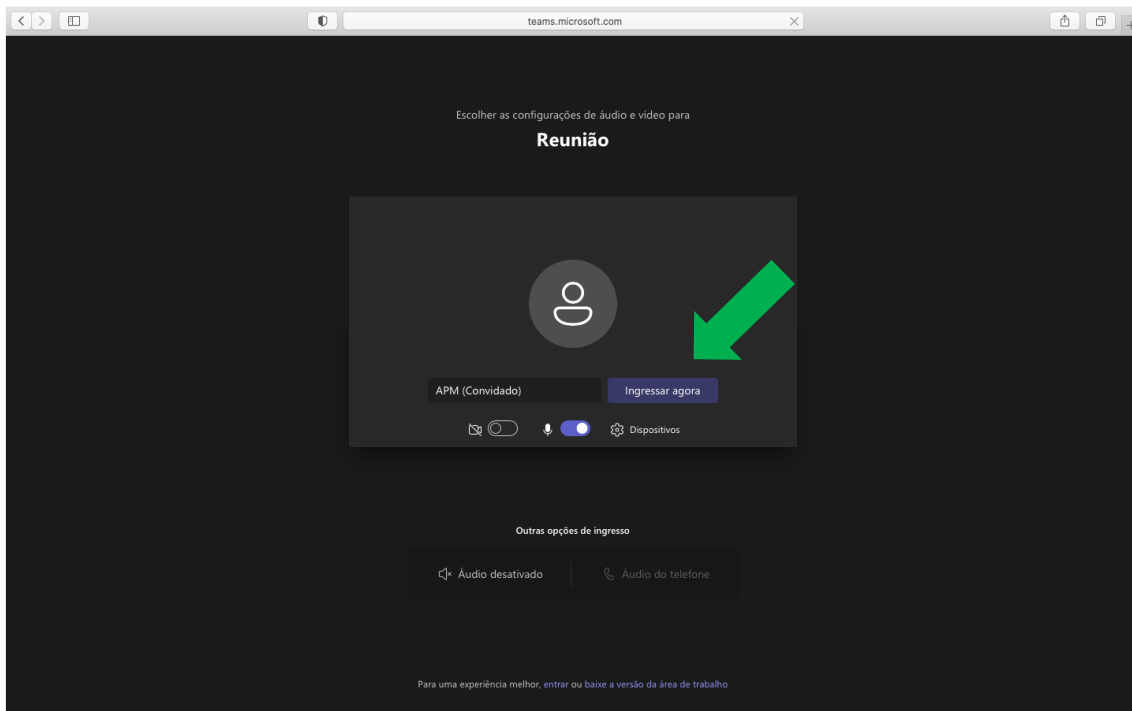 teams.microsoft.com
Escolher as configurações de áudio e vídeo para
Reunião
APM (Convidado)
Ingressar agora
Dispositivos
Outras opções de ingresso
Áudio desativado
Áudio do telefone
Para uma experiência melhor, entrar ou baixe a versão da área de trabalho